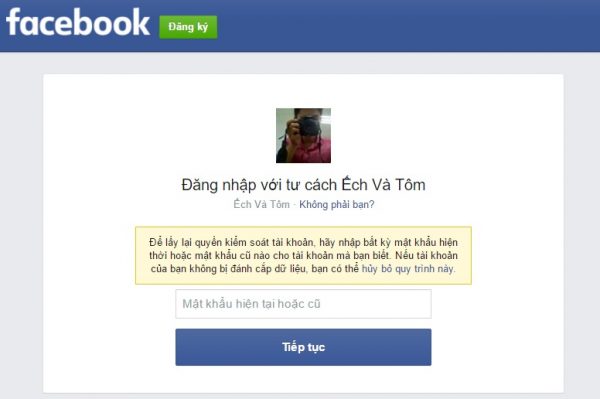 facebook
Đăng ký
Đăng nhập với tư cách Ếch Và Tôm
Ếch Và Tôm · Không phải bạn?
Để lấy lại quyền kiểm soát tài khoản, hãy nhập bất kỳ mật khẩu hiện
thời hoặc mật khẩu cũ nào cho tài khoản mà bạn biết. Nếu tài khoản
của bạn không bị đánh cắp dữ liệu, bạn có thể hủy bỏ quy trình này.
Mật khẩu hiện tại hoặc cũ
Tiếp tục